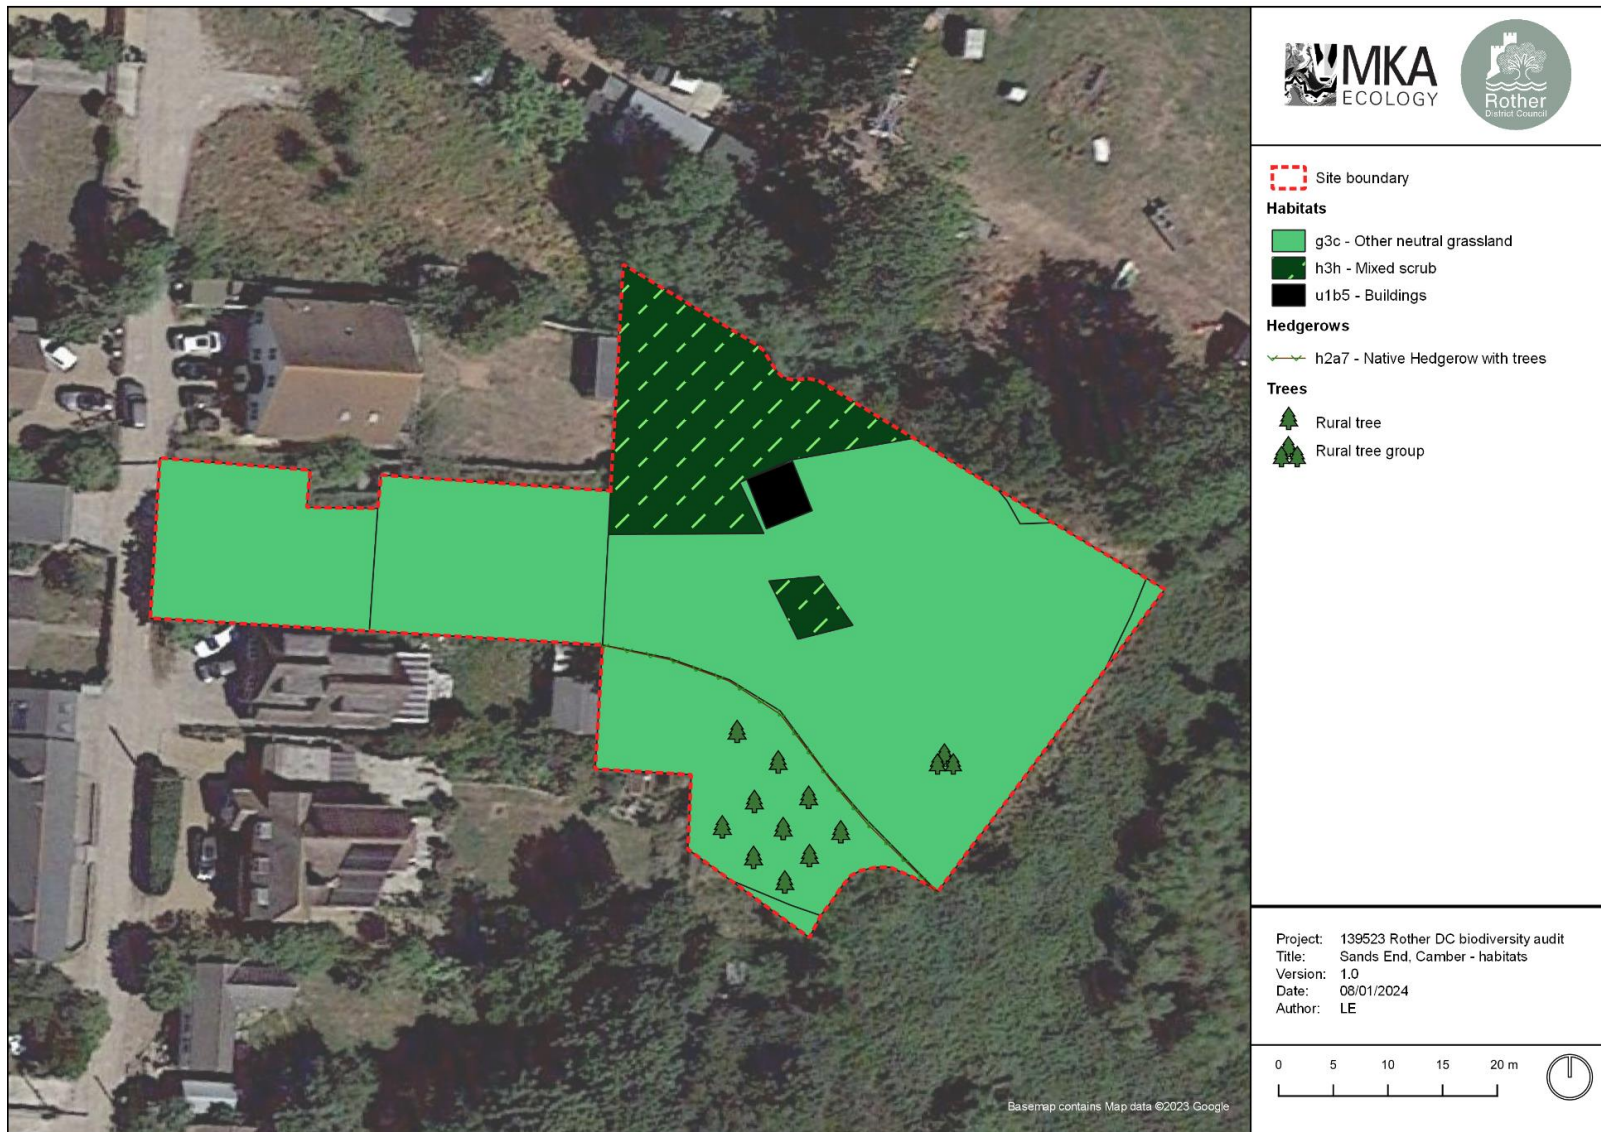 MKA
ECOLOGY
Rother
District Council
Site boundary
Habitats
g3c - Other neutral grassland
h3h - Mixed scrub
u1b5 - Buildings
Hedgerows
h2a7 - Native Hedgerow with trees
Trees
Rural tree
Rural tree group
Project: 139523 Rother DC biodiversity audit
Title: Sands End, Camber - habitats
Version: 1.0
Date: 08/01/2024
Author: LE
0 5 10 15 20 m
Basemap contains Map data ©2023 Google